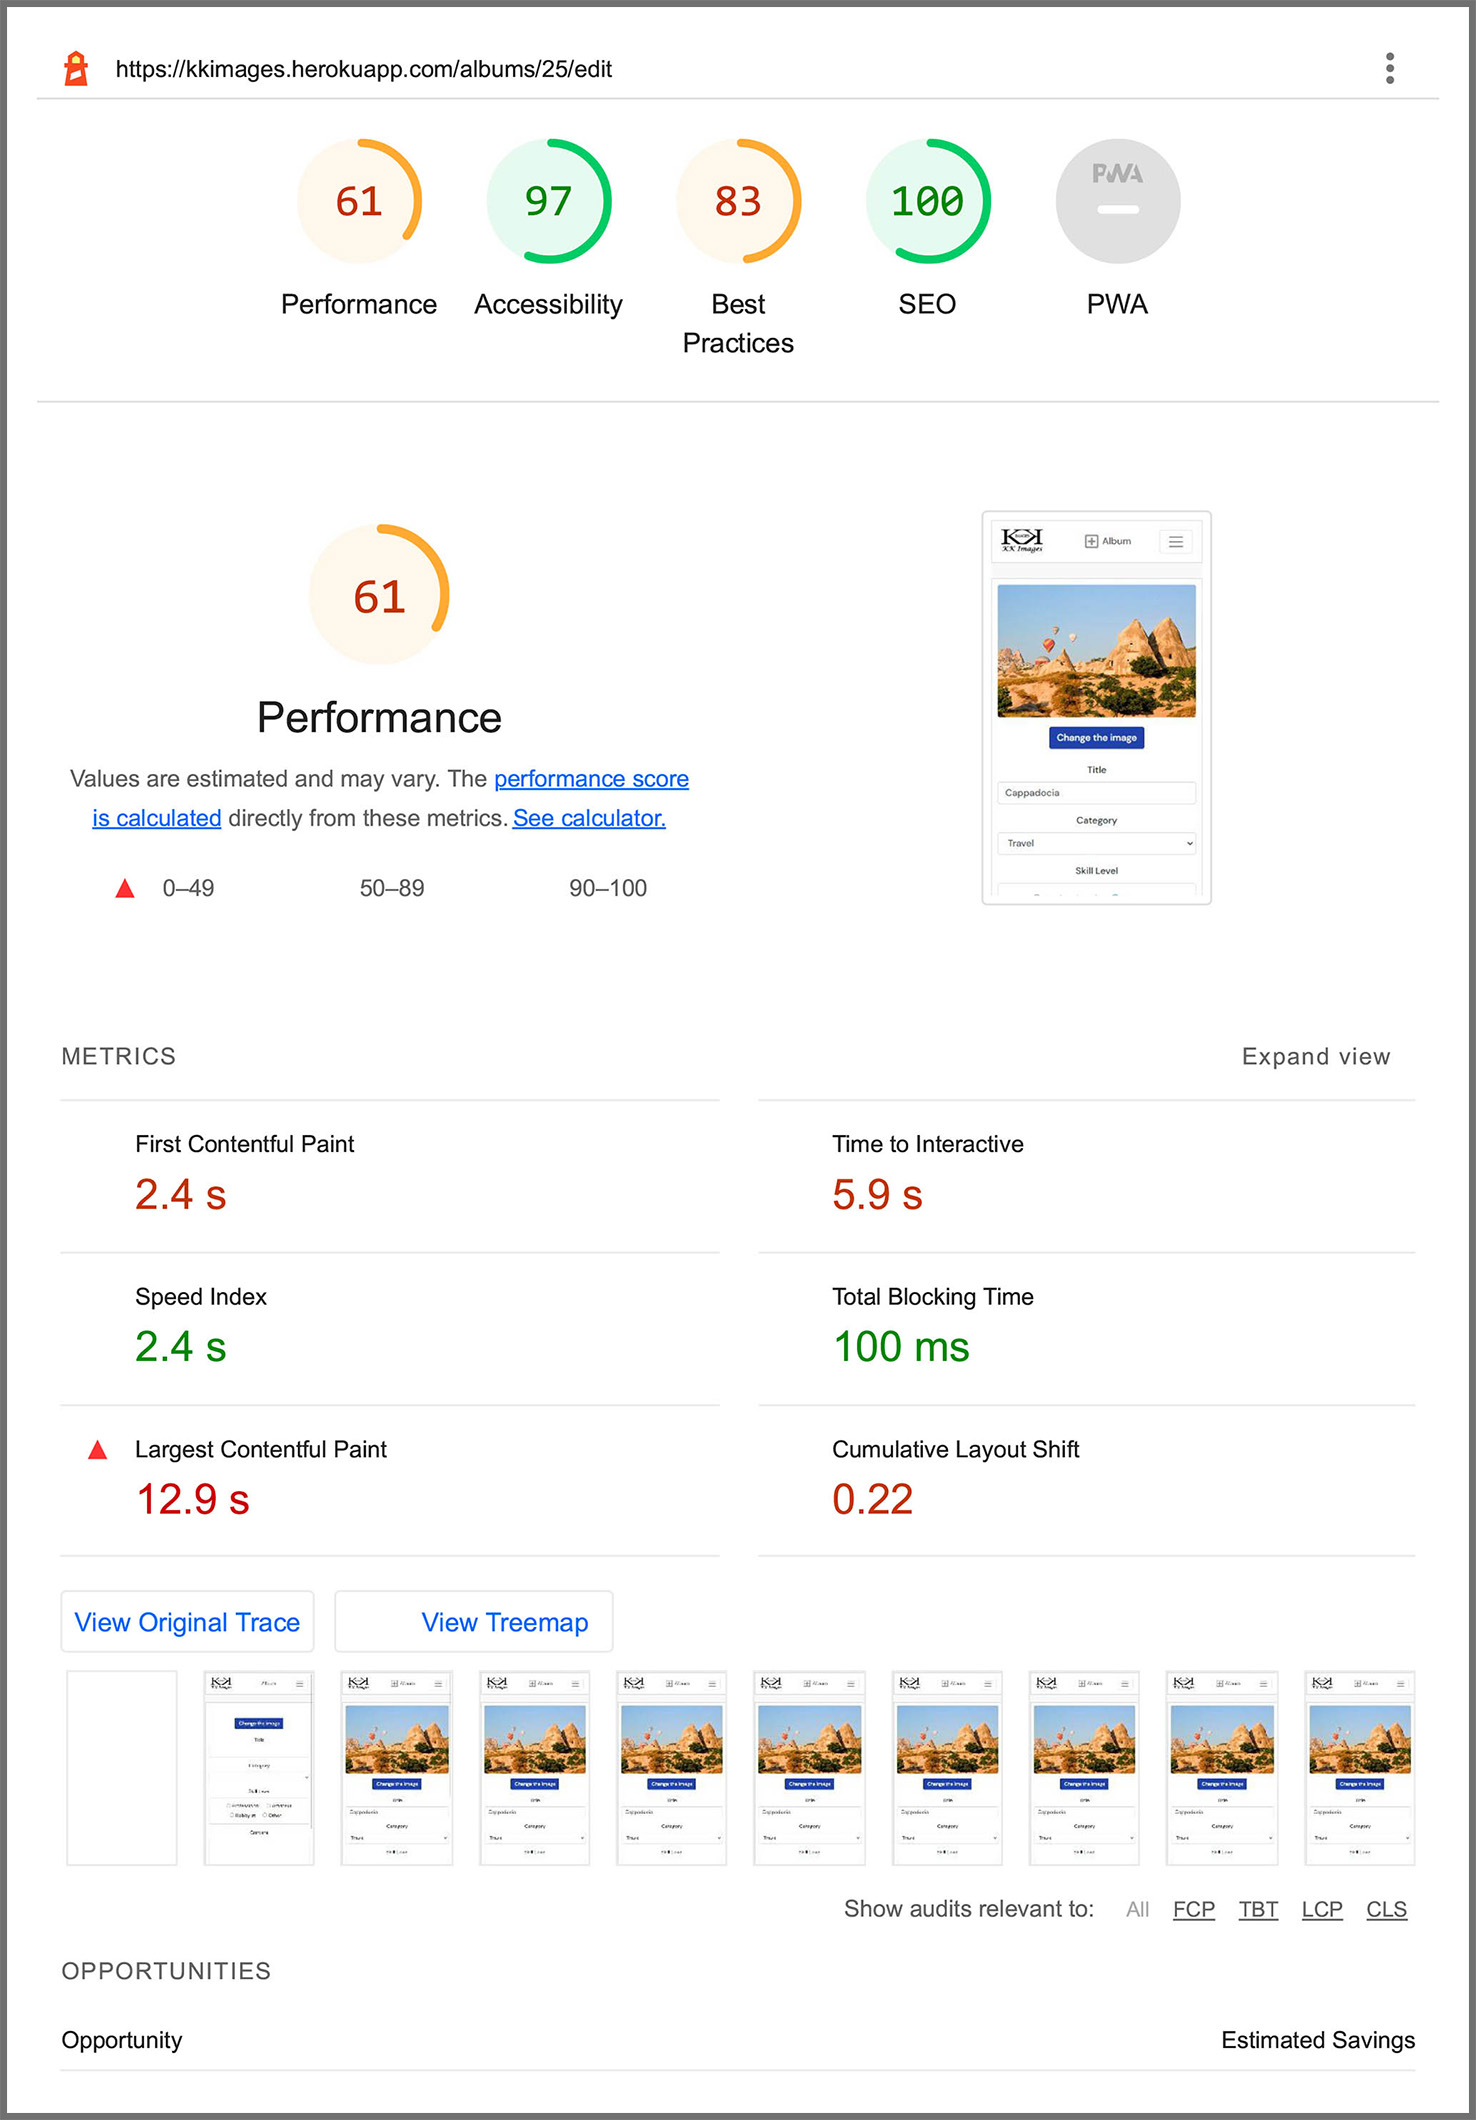 https://kkimages.herokuapp.com/albums/25/edit
61 97 83 100 PWA
Performance Accessibility Best Practices SEO PWA
61
Performance
Values are estimated and may vary. The performance score
is calculated directly from these metrics. See calculator.
0–49 50–89 90–100
KK Images
Album
Change the image
Title
Cappadocia
Category
Travel
Skill Level
METRICS Expand view
First Contentful Paint
2.4 s
Time to Interactive
5.9 s
Speed Index
2.4 s
Total Blocking Time
100 ms
Largest Contentful Paint
12.9 s
Cumulative Layout Shift
0.22
View Original Trace View Treemap
Show audits relevant to: All FCP TBT LCP CLS
OPPORTUNITIES
Opportunity Estimated Savings